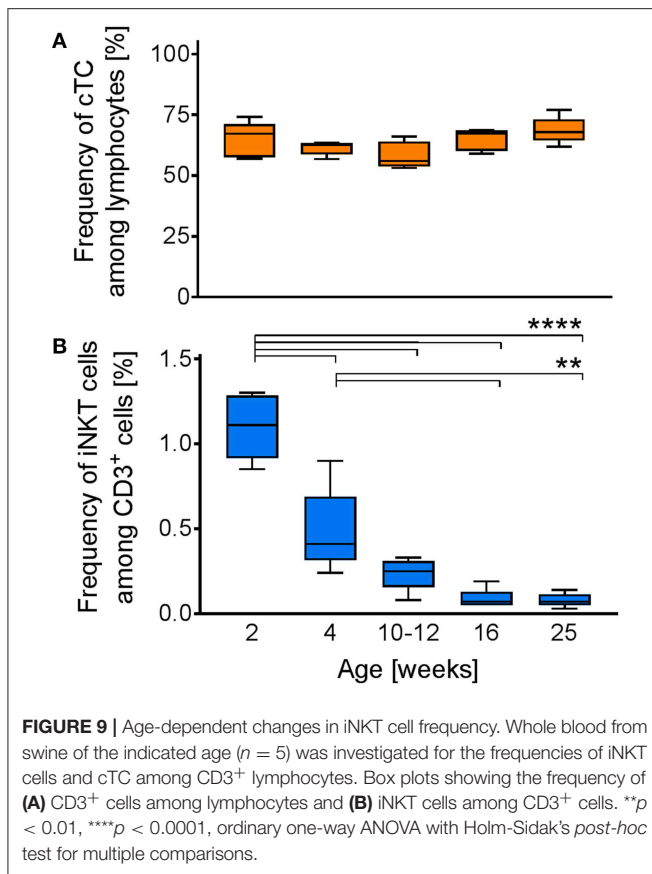 A
Frequency of cTC
among lymphocytes [%]
100
75
50
25
0
B
Frequency of iNKT cells
among CD3+ cells [%]
****
**
1.5
1.0
0.5
0.0
2 4 10-12 16 25
Age [weeks]
FIGURE 9 | Age-dependent changes in iNKT cell frequency. Whole blood from
swine of the indicated age (n = 5) was investigated for the frequencies of iNKT
cells and cTC among CD3+ lymphocytes. Box plots showing the frequency of
(A) CD3+ cells among lymphocytes and (B) iNKT cells among CD3+ cells. **p
< 0.01, ****p < 0.0001, ordinary one-way ANOVA with Holm-Sidak's post-hoc
test for multiple comparisons.